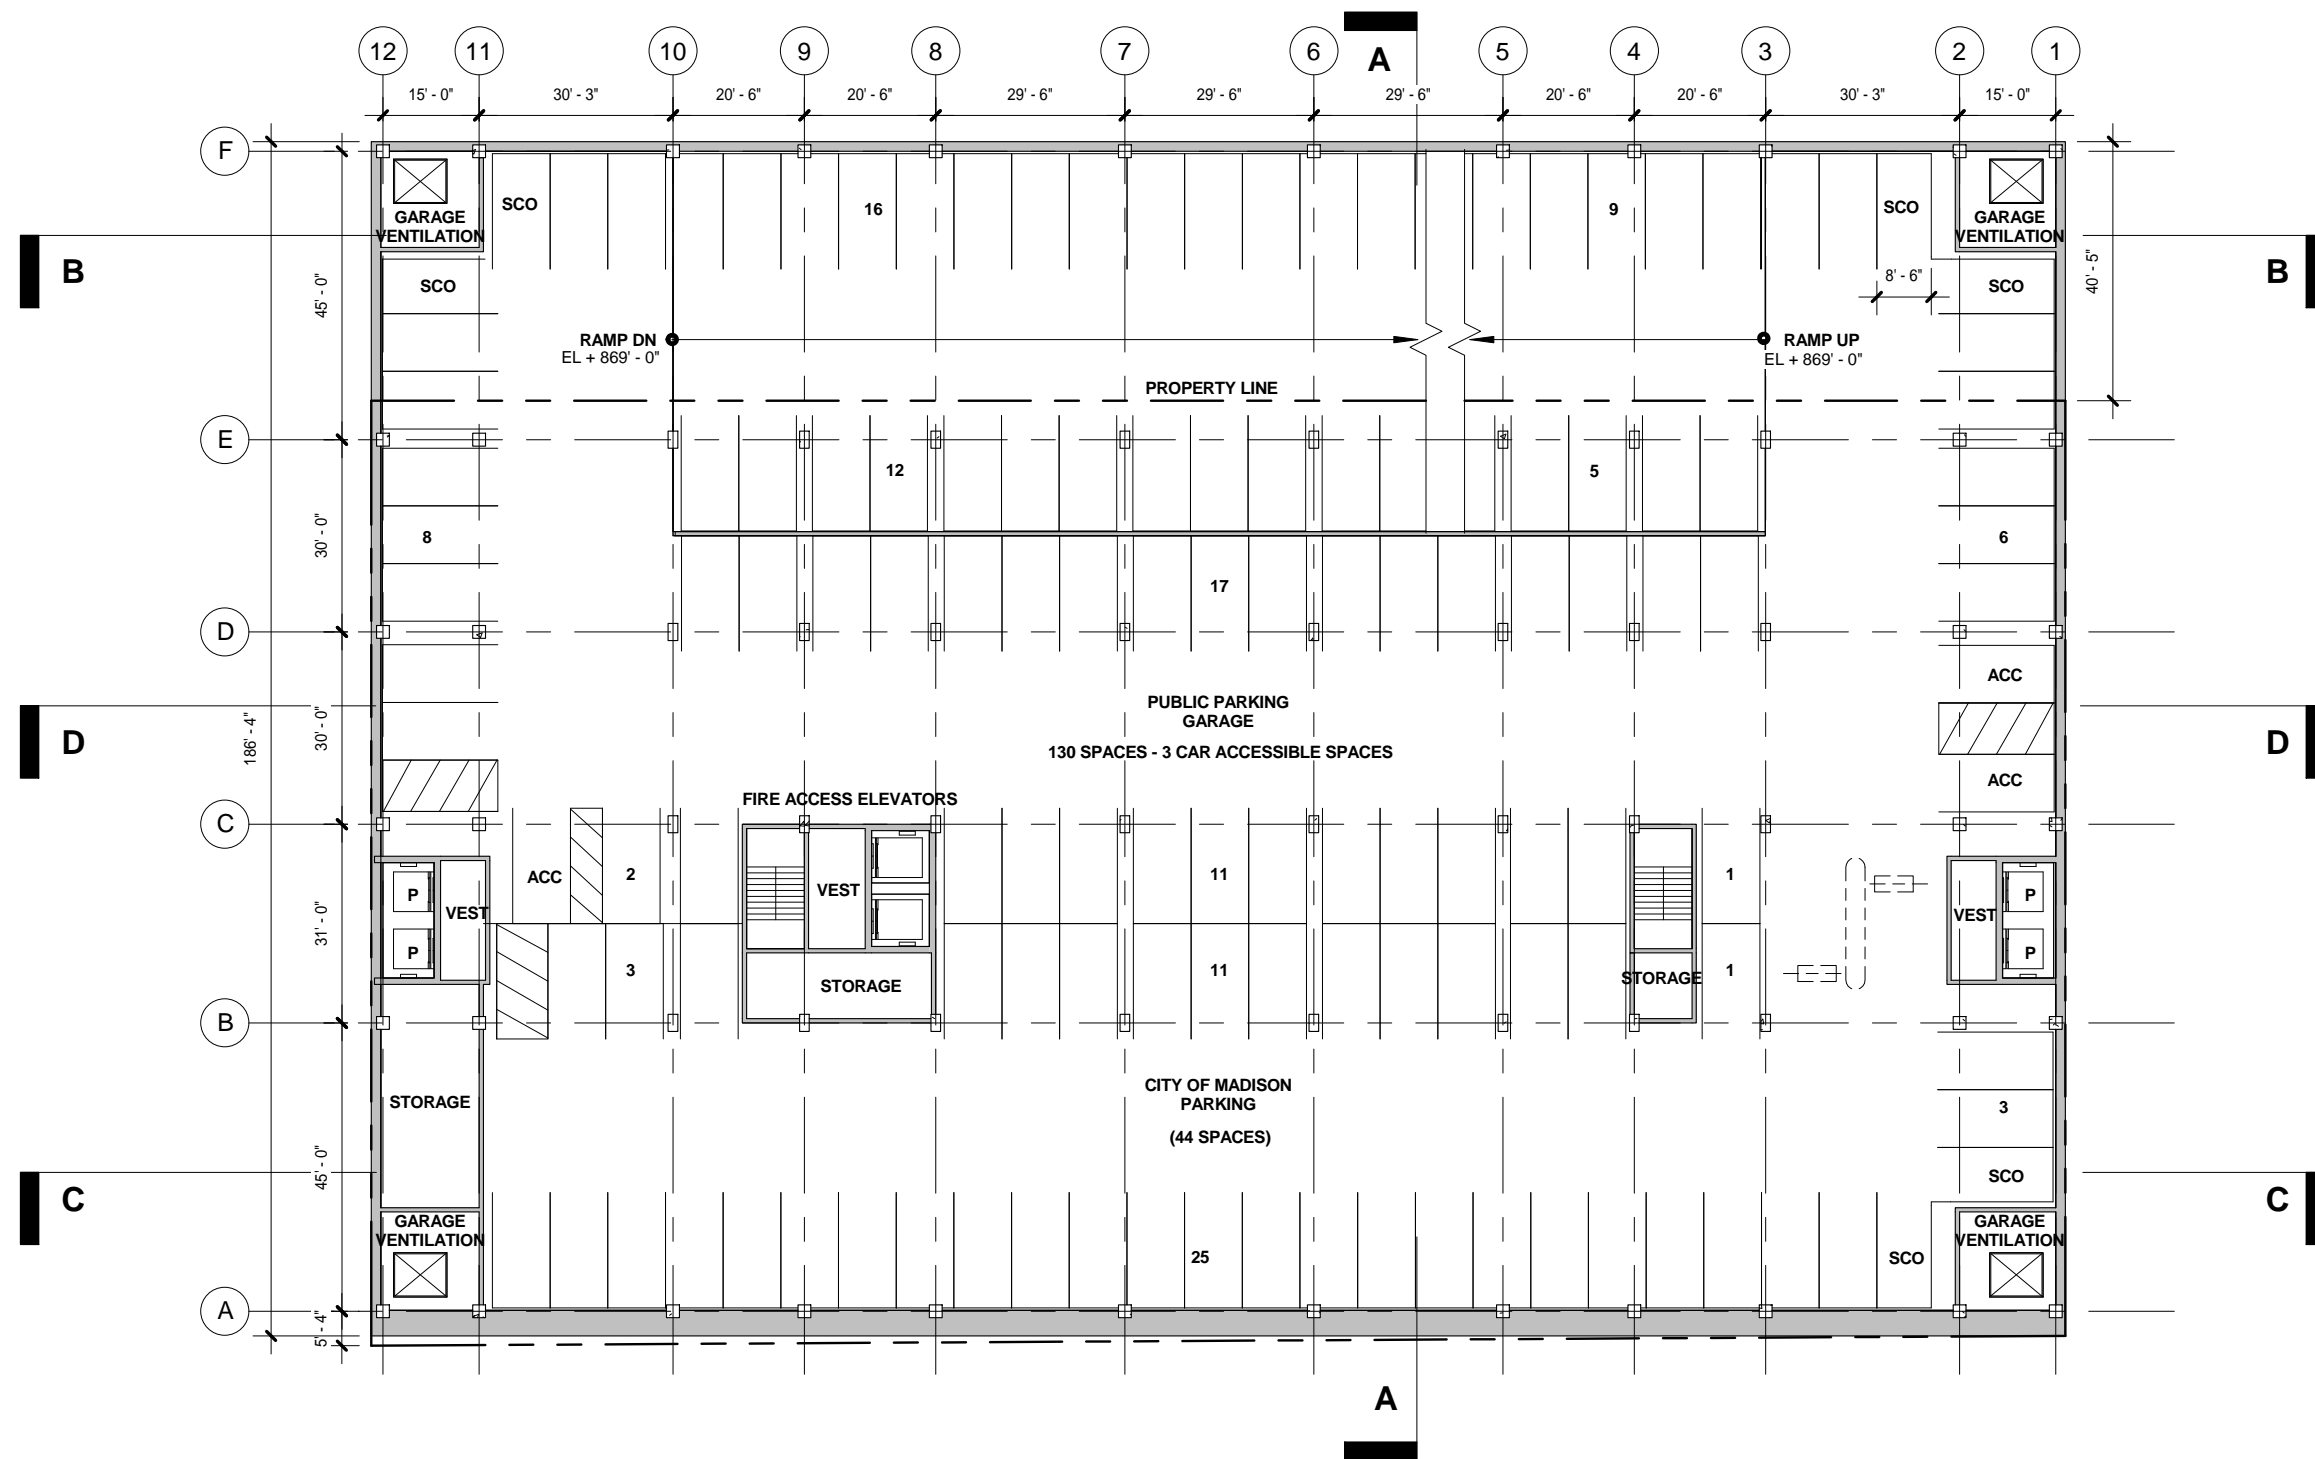 A
12 11 10 9 8 7 6 5 4 3 2 1
15' - 0" 30' - 3" 20' - 6" 20' - 6" 29' - 6" 29' - 6" 29' - 6" 20' - 6" 20' - 6" 30' - 3" 15' - 0"
F
SCO 16 9 SCO
GARAGE
VENTILATION
GARAGE
VENTILATION
B B
SCO 8' - 6" SCO
45' - 0" 40' - 5"
RAMP DN
EL + 869' - 0"
RAMP UP
EL + 869' - 0"
PROPERTY LINE
E
12 5
30' - 0" 8 6
17
D
ACC
PUBLIC PARKING
GARAGE
130 SPACES - 3 CAR ACCESSIBLE SPACES
D D
186' - 4" 30' - 0"
ACC
FIRE ACCESS ELEVATORS
C
ACC 2 VEST 11 1
P VEST VEST P
31' - 0"
P P
3 STORAGE 11 STORAGE 1
B
CITY OF MADISON
PARKING
(44 SPACES)
STORAGE 3
45' - 0" SCO
C C
GARAGE
VENTILATION
GARAGE
VENTILATION
25 SCO
A
5' - 4"
A